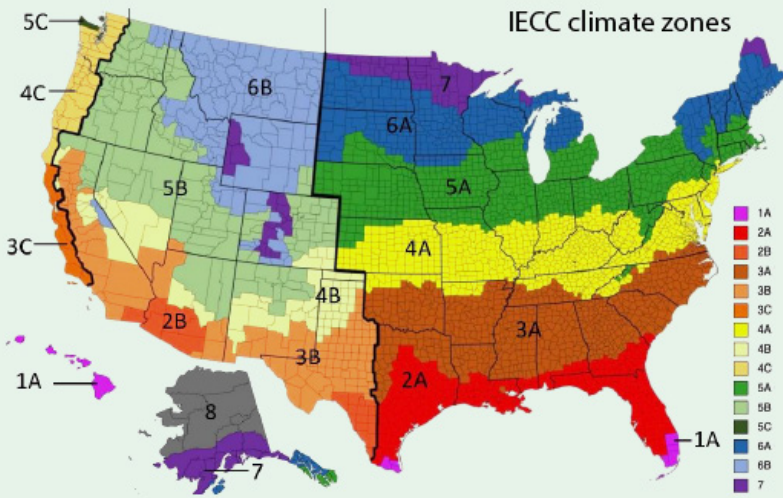 IECC climate zones
5C
4C
6B
7
6A
5B
5A
3C
4A
4B
2B
3B
3A
2A
1A
8
7
1A
1A
2A
2B
3A
3B
3C
4A
4B
4C
5A
5B
5C
6A
6B
7